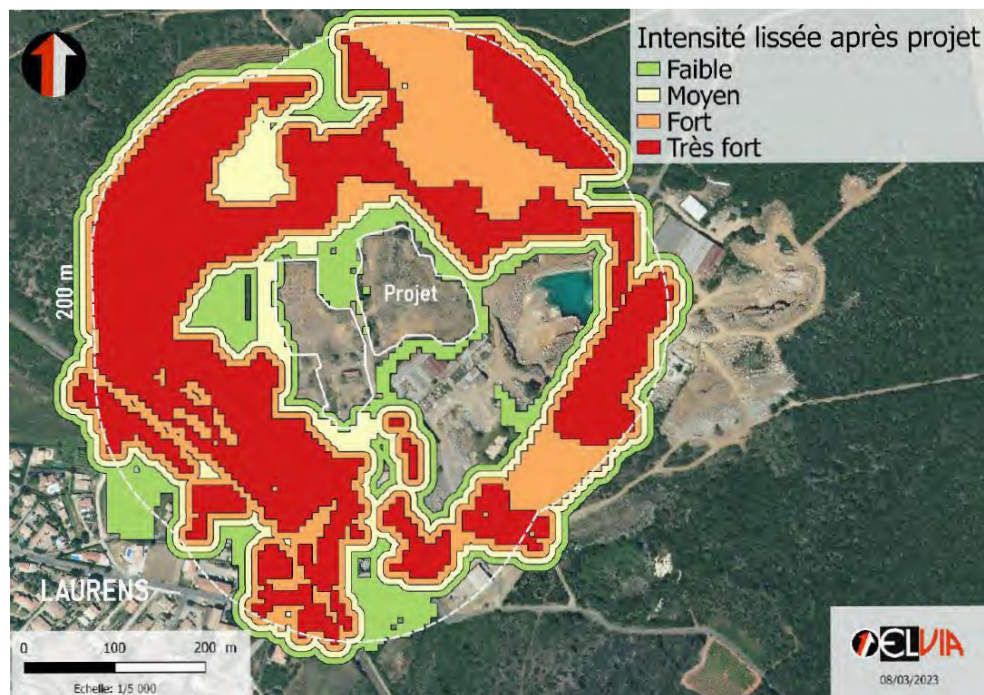 Intensité lissée après projet
Faible
Moyen
Fort
Très fort
200 m
Projet
LAURENS
0 100 200 m
Echelle: 1/5 000
ELVIA
08/03/2023